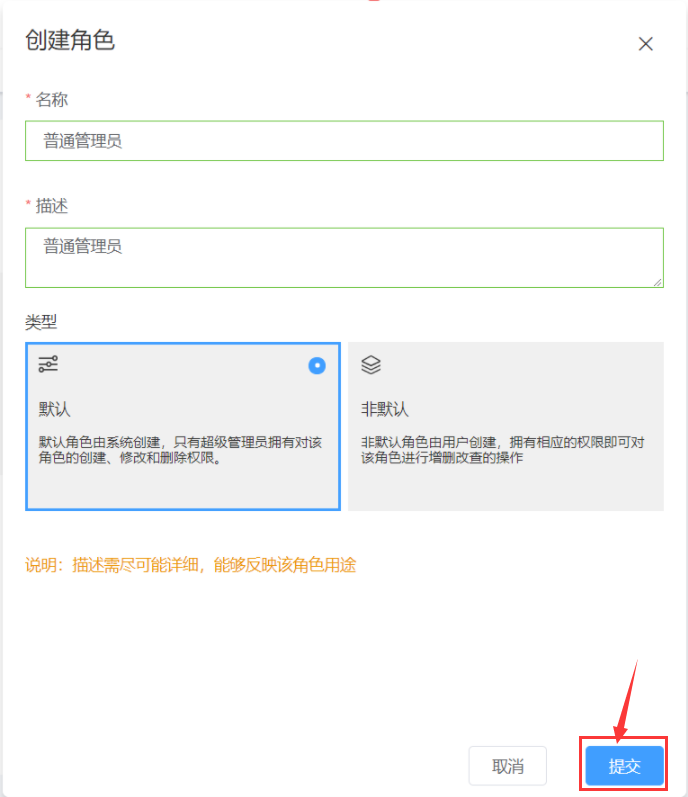 创建角色
* 名称
普通管理员
* 描述
普通管理员
类型
默认
默认角色由系统创建，只有超级管理员拥有对该
角色的创建、修改和删除权限。
非默认
非默认角色由用户创建，拥有相应的权限即可对
该角色进行增删改查的操作
说明：描述需尽可能详细，能够反映该角色用途
取消
提交